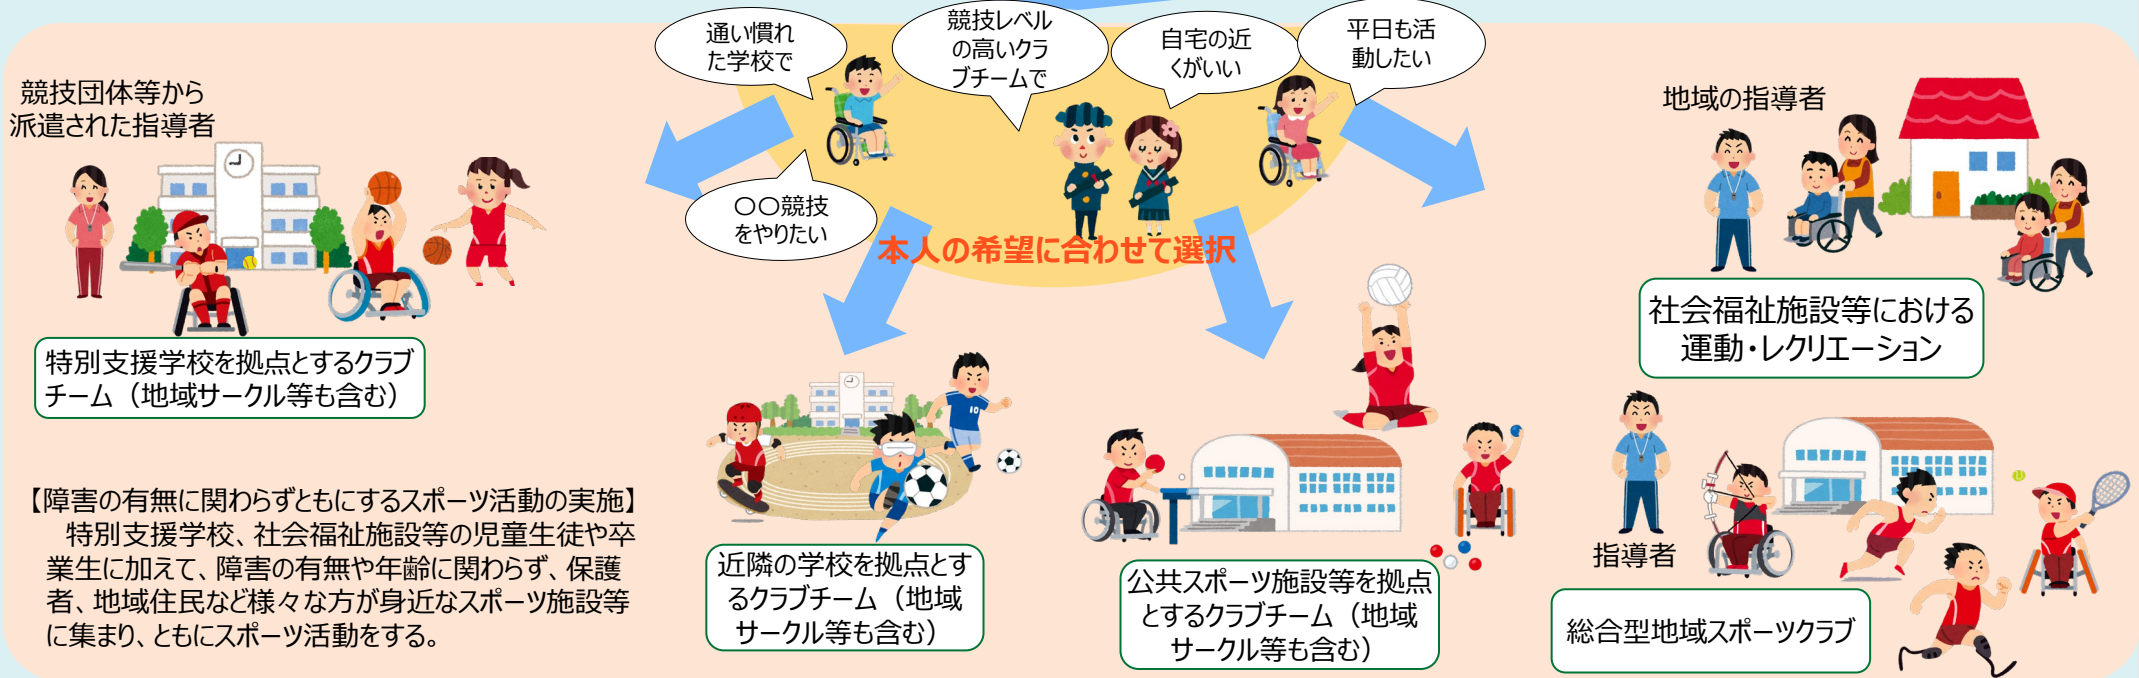 通い慣れ
た学校で
競技レベル
の高いクラ
ブチームで
自宅の近
くがいい
平日も活
動したい
競技団体等から
派遣された指導者
地域の指導者
〇〇競技
をやりたい
本人の希望に合わせて選択
特別支援学校を拠点とするクラブ
チーム（地域サークル等も含む）
社会福祉施設等における
運動・レクリエーション
10
【障害の有無に関わらずともにするスポーツ活動の実施】
特別支援学校、社会福祉施設等の児童生徒や卒
業生に加えて、障害の有無や年齢に関わらず、保護
者、地域住民など様々な方が身近なスポーツ施設等
に集まり、ともにスポーツ活動をする。
近隣の学校を拠点とす
るクラブチーム（地域
サークル等も含む）
公共スポーツ施設等を拠点
とするクラブチーム（地域
サークル等も含む）
指導者
総合型地域スポーツクラブ